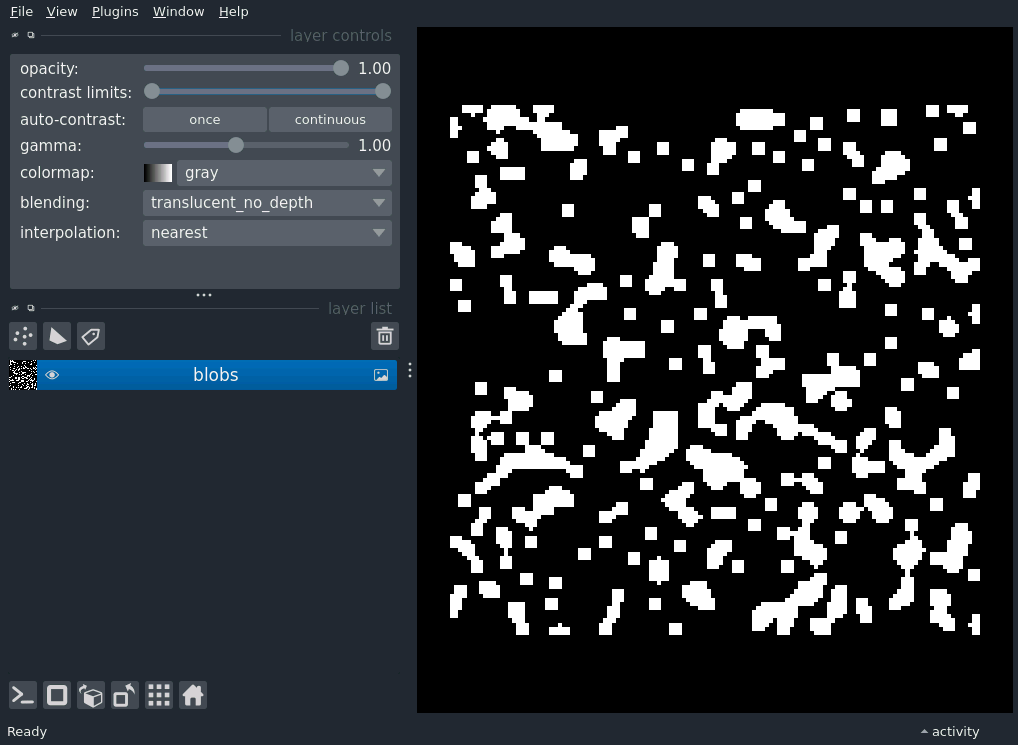 File View Plugins Window Help
layer controls
opacity: 1.00
contrast limits:
auto-contrast: once continuous
gamma: 1.00
colormap: gray
blending: translucent_no_depth
interpolation: nearest
layer list
blobs
Ready activity